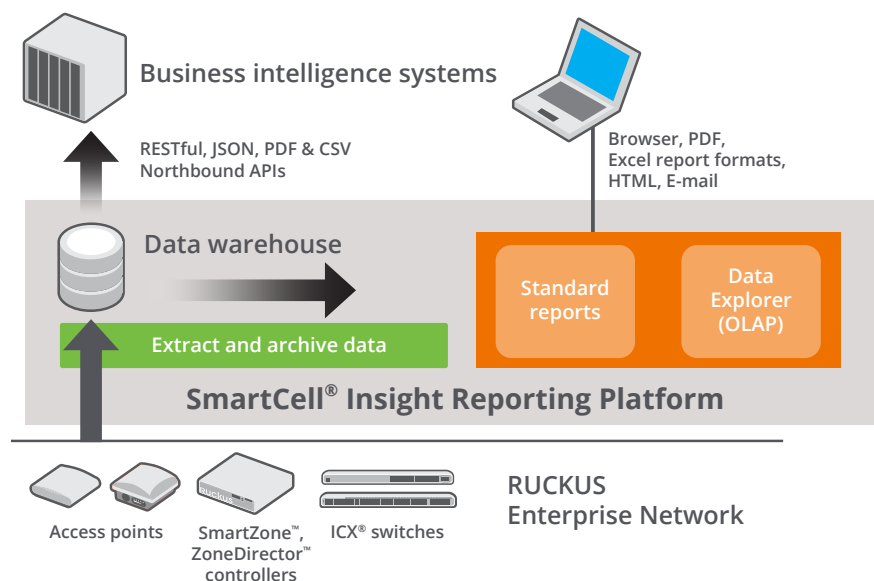 Business intelligence systems
RESTful, JSON, PDF & CSV
Northbound APIs
Browser, PDF,
Excel report formats,
HTML, E-mail
Data warehouse
Standard
reports
Data
Explorer
(OLAP)
Extract and archive data
SmartCell® Insight Reporting Platform
RUCKUS
Access points
SmartZone™,
ZoneDirector™
controllers
ICX® switches
RUCKUS
Enterprise Network